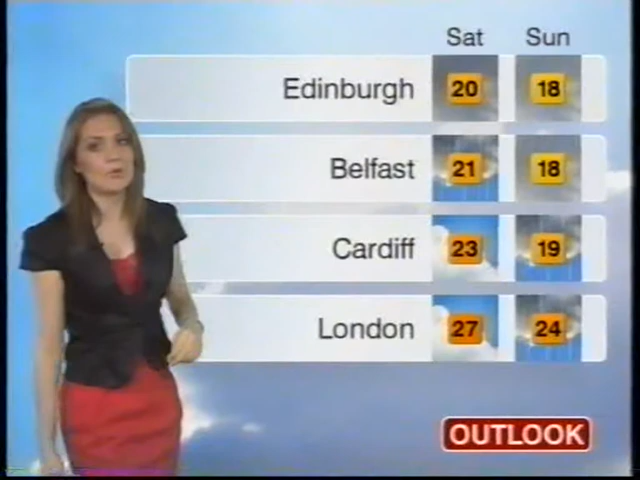 Sat Sun
Edinburgh 20 18
Belfast 21 18
Cardiff 23 19
London 27 24
OUTLOOK